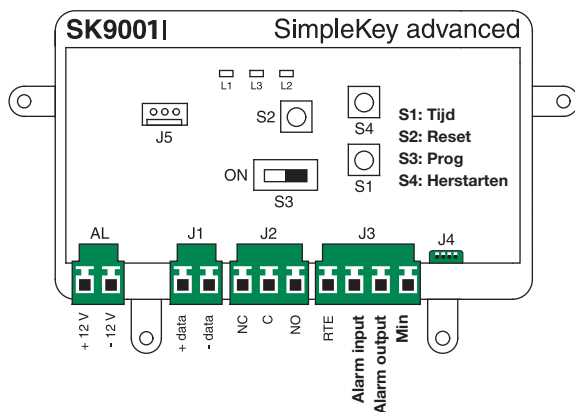 SK9001I SimpleKey advanced
L1 L3 L2
J5
S2
S4
S1: Tijd
S2: Reset
S3: Prog
S4: Herstarten
ON
S3
S1
AL J1 J2 J3 J4
+ 12 V
- 12 V
+ data
- data
NC
C
NO
RTE
Alarm input
Alarm output
Min